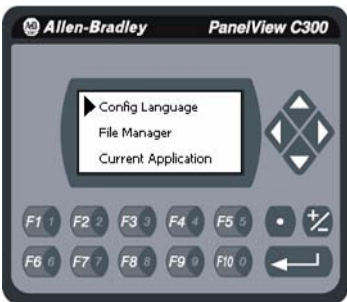 AB Allen-Bradley PanelView C300
Config Language
File Manager
Current Application
F1 1 F2 2 F3 3 F4 4 F5 5 • +/-
F6 6 F7 7 F8 8 F9 9 F10 0